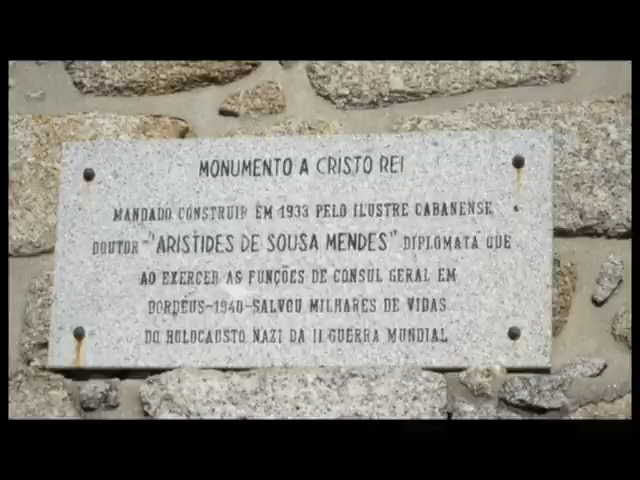 MONUMENTO A CRISTO REI
MANDADO CONSTRUIR EM 1933 PELO ILUSTRE CABANENSE
DOUTOR-"ARISTIDES DE SOUSA MENDES" DIPLOMATA QUE
AO EXERCER AS FUNÇÕES DE CONSUL GERAL EM
BORDÉUS-1940-SALVOU MILHARES DE VIDAS
DO HOLOCAUSTO NAZI DA II GUERRA MUNDIAL